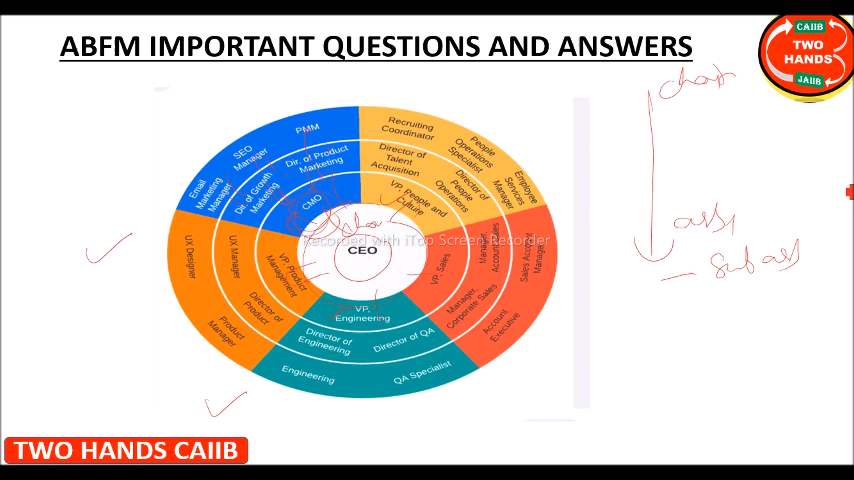 ABFM IMPORTANT QUESTIONS AND ANSWERS
CAIIB
TWO
HANDS
JAIIB
PMM
SEO
Manager
Email
Marketing
Manager
Dir. of Product
Marketing
Dir. of Growth
Marketing
CMO
Recruiting
Coordinator
People
Operations
Specialist
Employee
Services
Manager
Director of
Talent
Acquisition
Director of
People
Operations
VP. People and
Culture
Recorded with iTop Screen Recorder
CEO
UX Designer
UX Manager
VP. Product
Management
Director of
Product
Product
Manager
VP. Sales
Manager,
Account Sales
Sales Account
Manager
Manager,
Corporate Sales
Account
Executive
VP.
Engineering
Director of
Engineering
Director of QA
Engineering
QA Specialist
TWO HANDS CAIIB